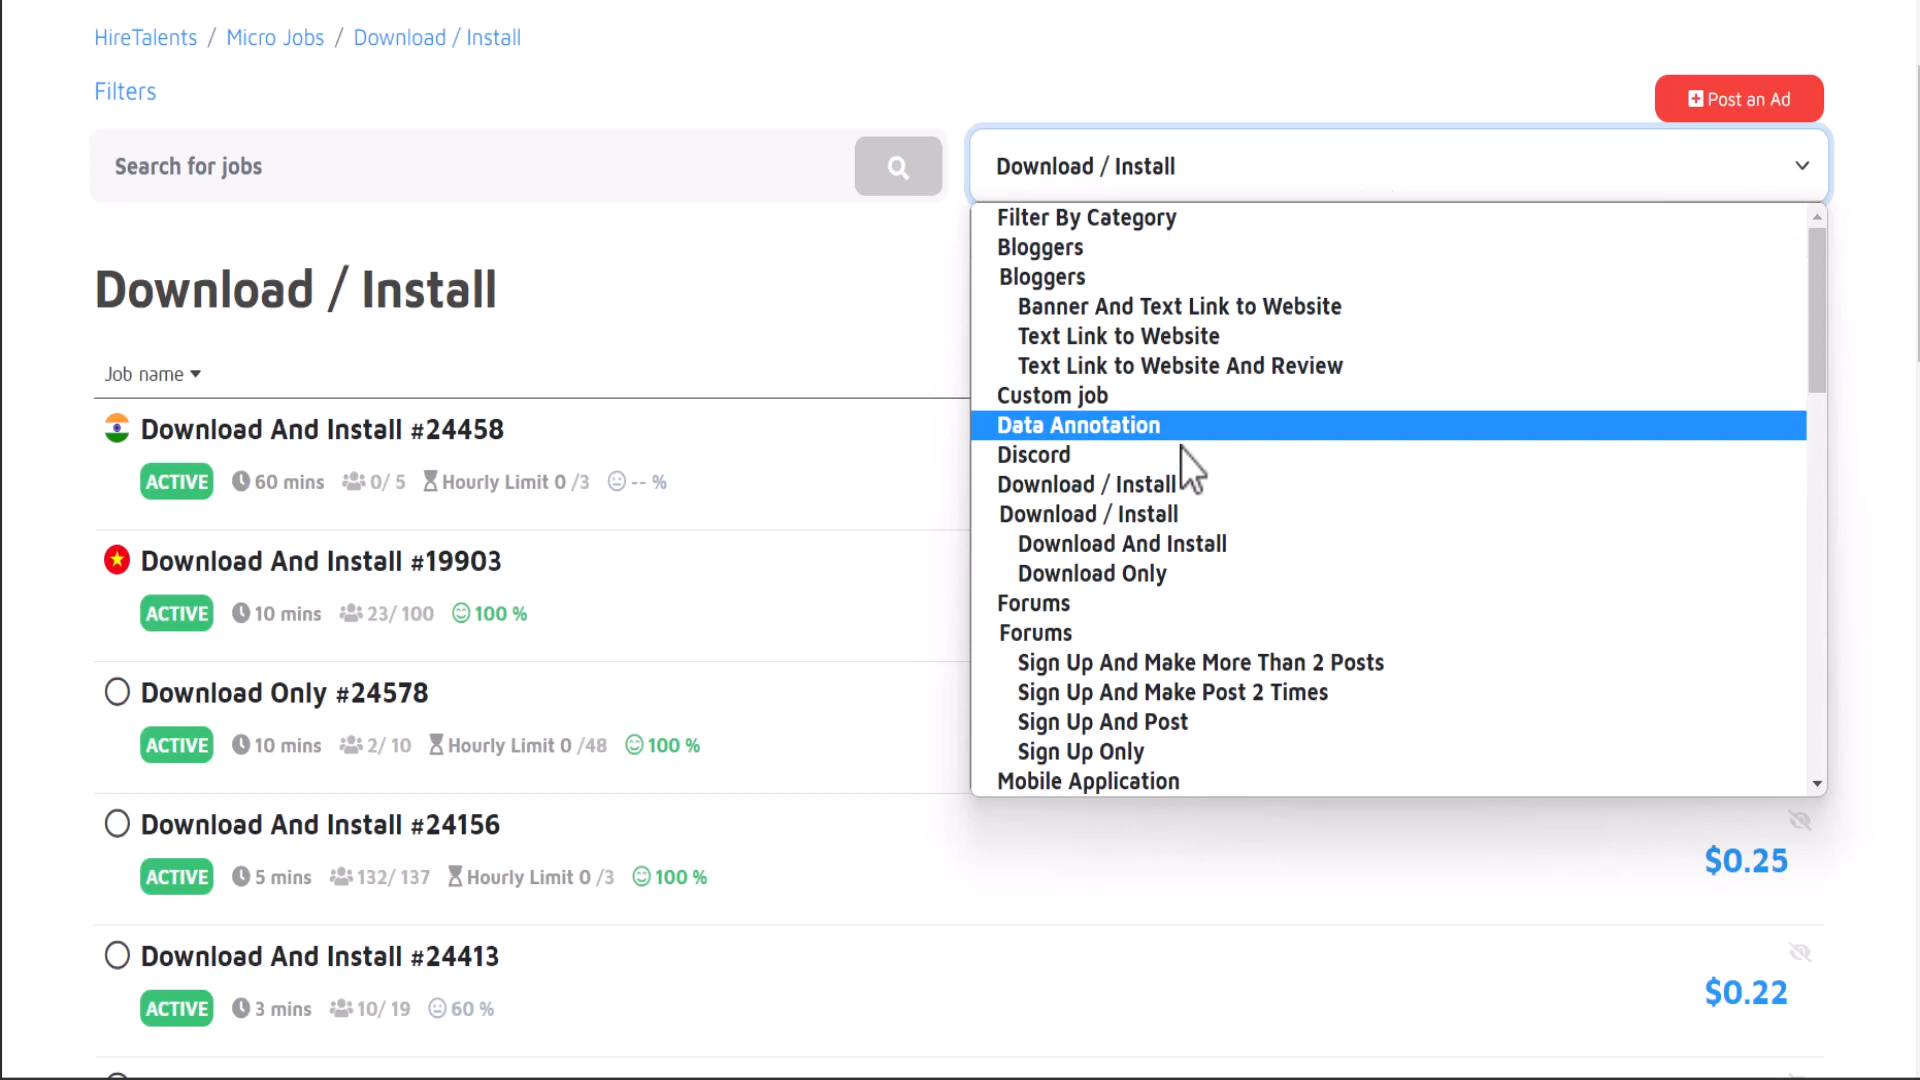 HireTalents / Micro Jobs / Download / Install
Filters
Post an Ad
Search for jobs
Download / Install
Filter By Category
Bloggers
Bloggers
Banner And Text Link to Website
Text Link to Website
Text Link to Website And Review
Custom job
Data Annotation
Discord
Download / Install
Download / Install
Download And Install
Download Only
Forums
Forums
Sign Up And Make More Than 2 Posts
Sign Up And Make Post 2 Times
Sign Up And Post
Sign Up Only
Mobile Application
Download / Install
Job name
Download And Install #24458
ACTIVE 60 mins 0/ 5 Hourly Limit 0 /3 -- %
Download And Install #19903
ACTIVE 10 mins 23/ 100 100 %
Download Only #24578
ACTIVE 10 mins 2/ 10 Hourly Limit 0 /48 100 %
Download And Install #24156
ACTIVE 5 mins 132/ 137 Hourly Limit 0 /3 100 %
$0.25
Download And Install #24413
ACTIVE 3 mins 10/ 19 60 %
$0.22